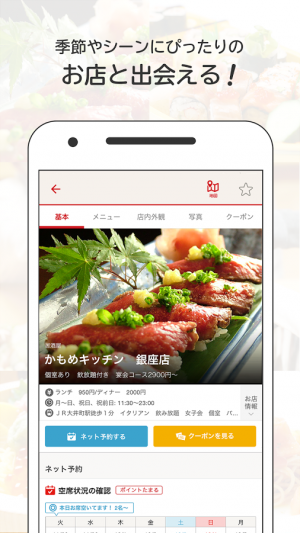 季節やシーンにぴったりの
お店と出会える!
地図
基本 メニュー 店内外観 写真 クーポン
居酒屋
かもめキッチン 銀座店
個室あり 飲放題付き 宴会コース2900円〜
ランチ 950円/ディナー 2000円
月〜日、祝日、祝前日: 11:30〜23:00
JR大井町駅徒歩1分 イタリアン 飲み放題 女子会 個室 パ...
お店
情報
ネット予約する クーポンを見る
ネット予約
空席状況の確認 ポイントたまる
本日お席空いてます! 2名〜
火 水 木 金 土 日 月